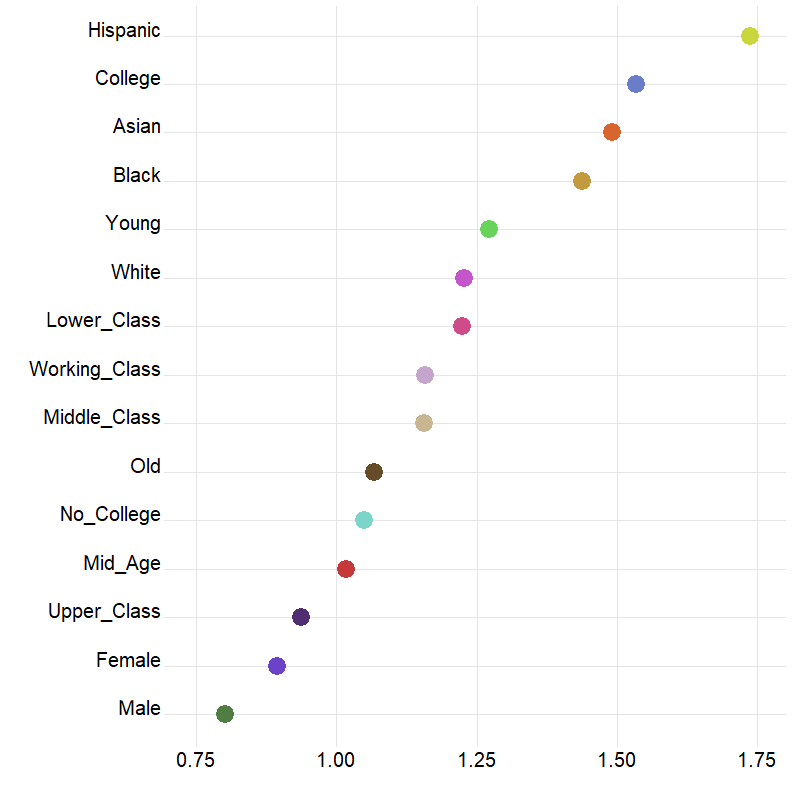 Hispanic
College
Asian
Black
Young
White
Lower_Class
Working_Class
Middle_Class
Old
No_College
Mid_Age
Upper_Class
Female
Male
0.75 1.00 1.25 1.50 1.75